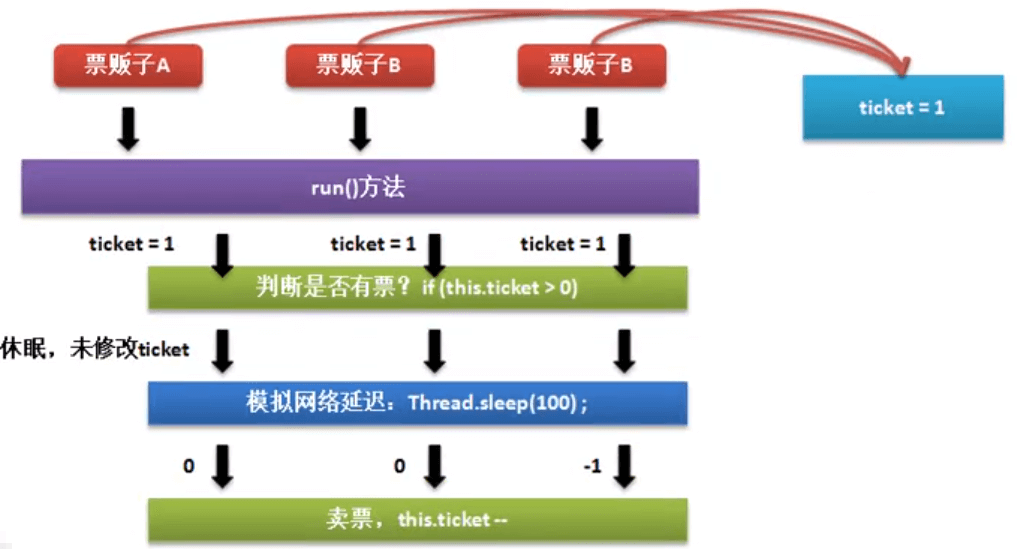 票贩子A
票贩子B
票贩子B
ticket = 1
run()方法
ticket = 1
ticket = 1
ticket = 1
判断是否有票？if (this.ticket > 0)
休眠，未修改ticket
模拟网络延迟：Thread.sleep(100) ;
0
0
-1
卖票，this.ticket --